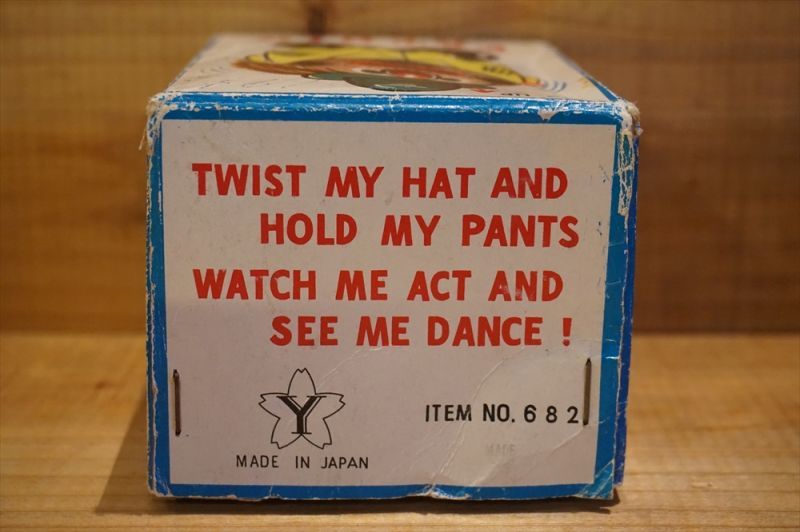 TWIST MY HAT AND
HOLD MY PANTS
WATCH ME ACT AND
SEE ME DANCE !
Y
ITEM NO. 6 8 2
MADE
MADE IN JAPAN